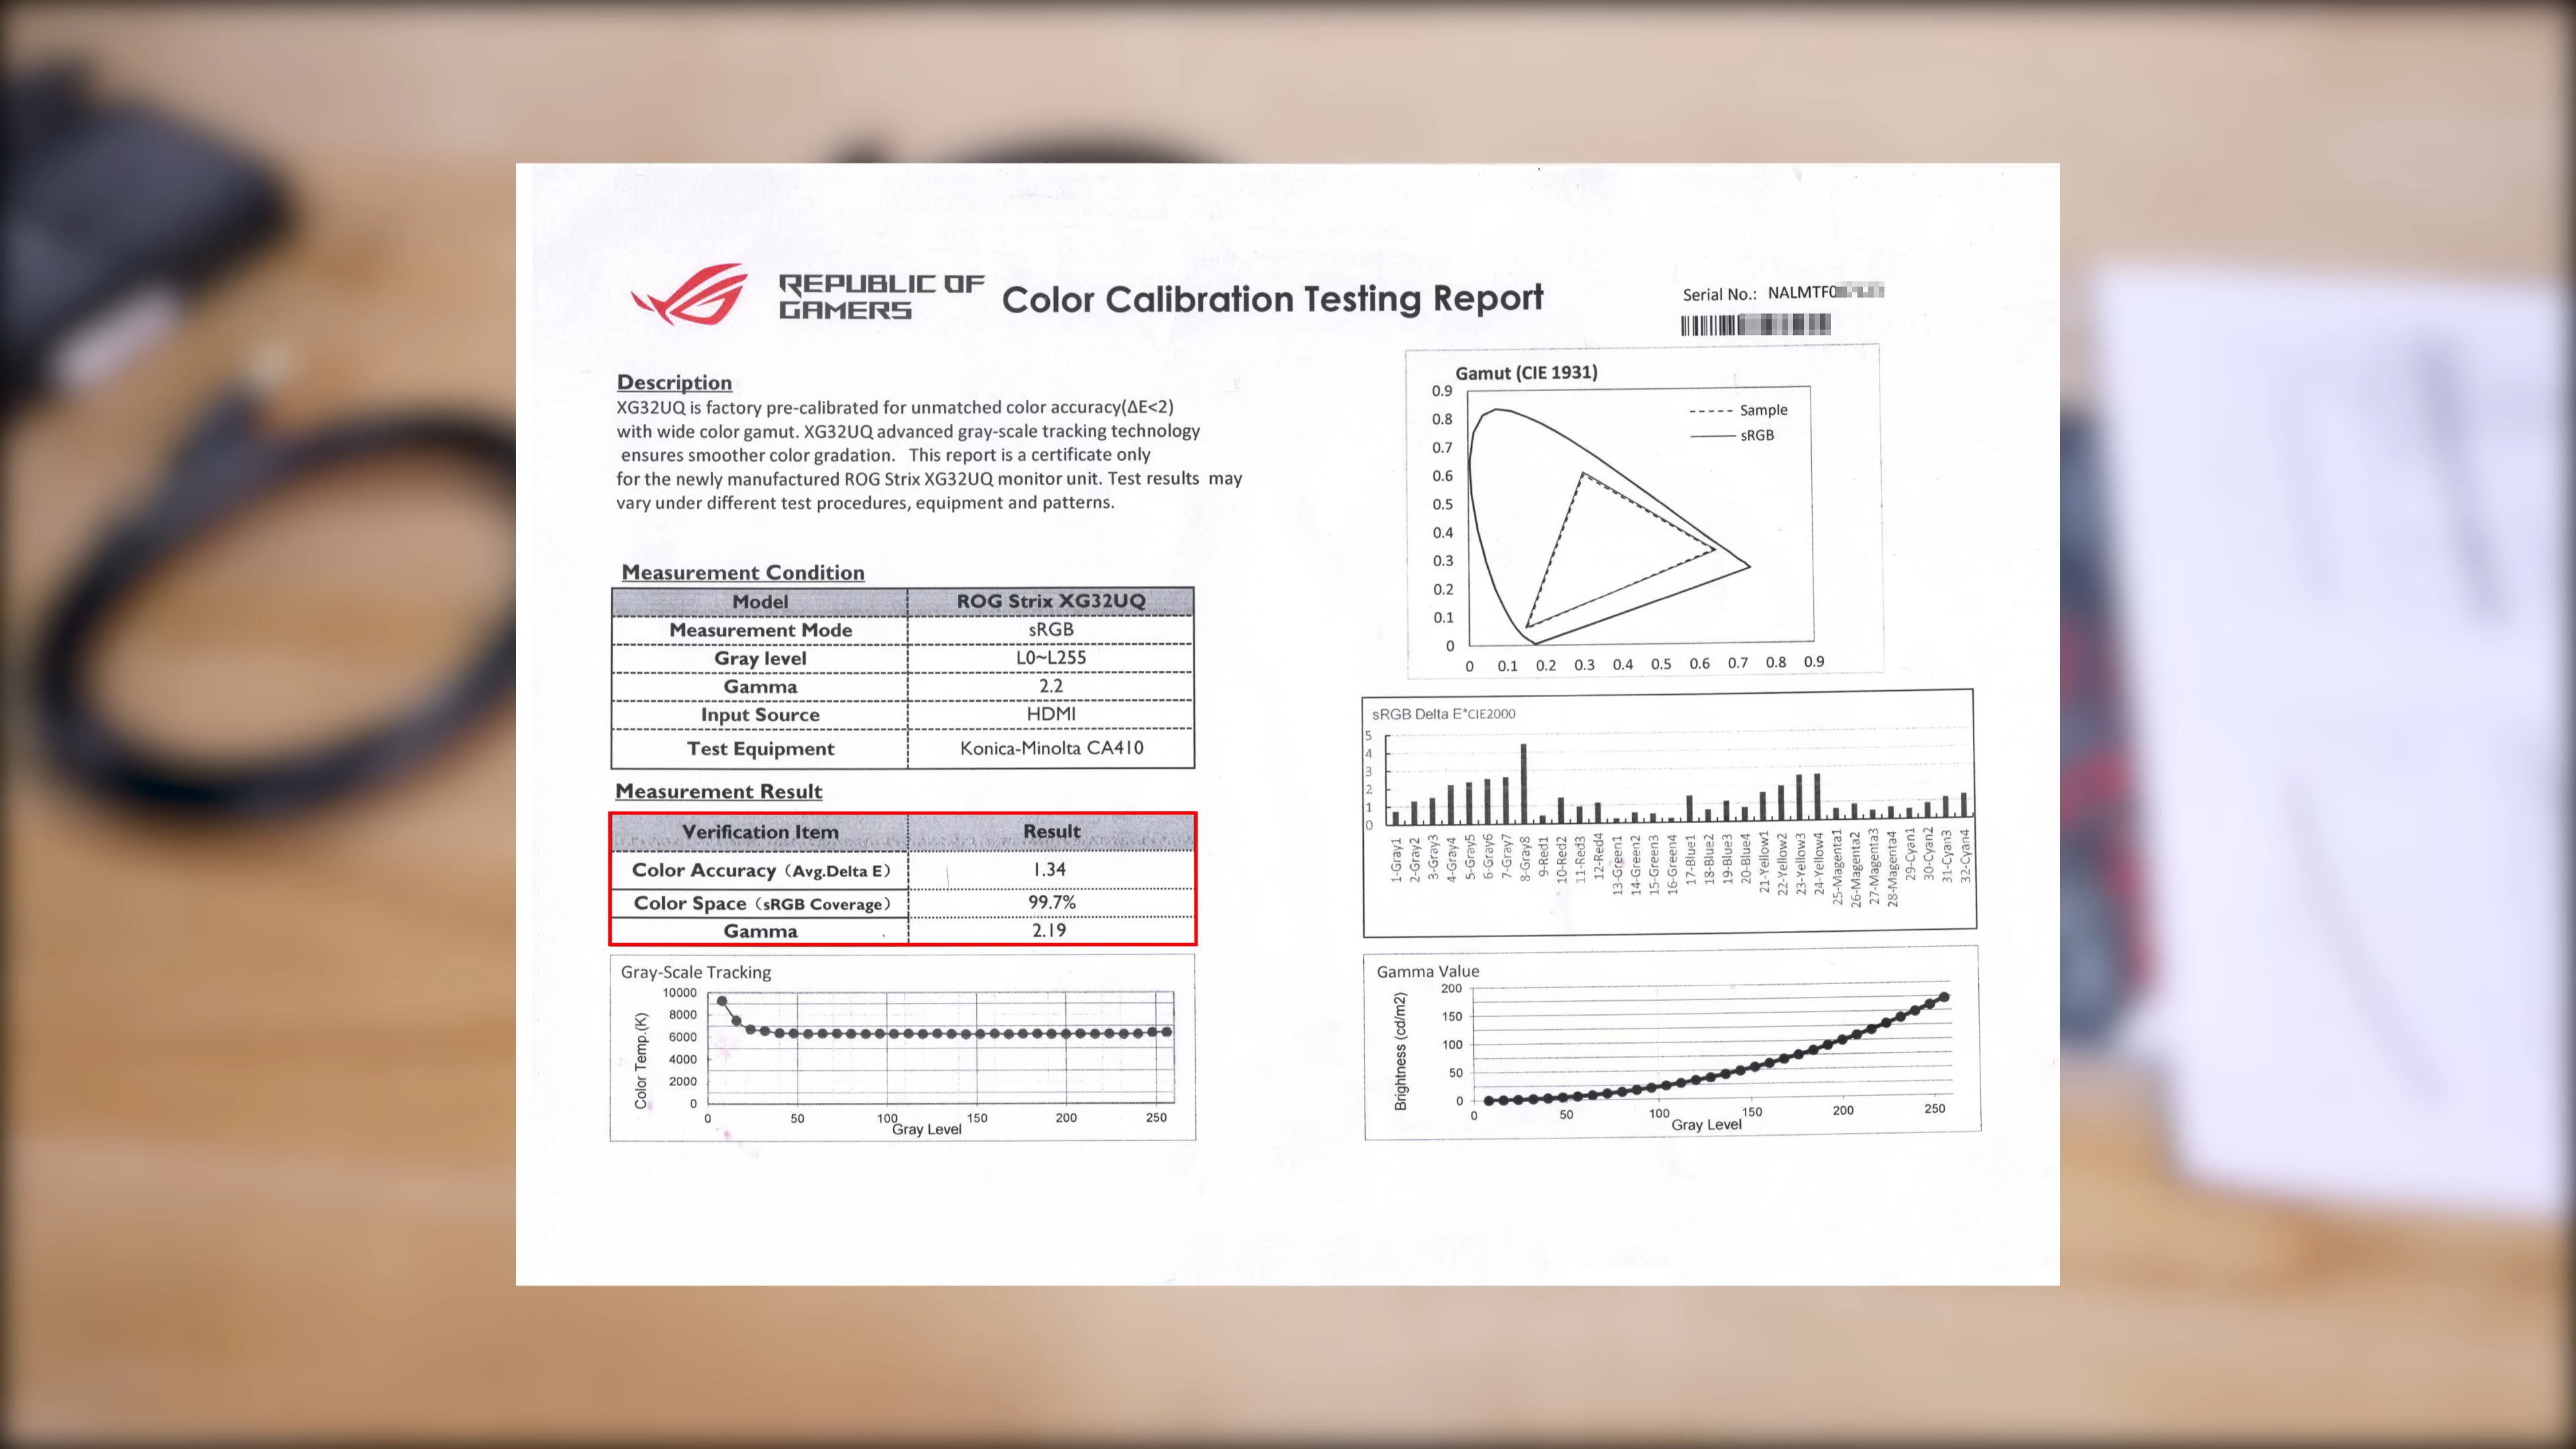 REPUBLIC OF
GAMERS
Color Calibration Testing Report
Serial No.: NALMTF0
Description
XG32UQ is factory pre-calibrated for unmatched color accuracy(ΔE<2)
with wide color gamut. XG32UQ advanced gray-scale tracking technology
ensures smoother color gradation. This report is a certificate only
for the newly manufactured ROG Strix XG32UQ monitor unit. Test results may
vary under different test procedures, equipment and patterns.
Measurement Condition
Model ROG Strix XG32UQ
Measurement Mode sRGB
Gray level L0~L255
Gamma 2.2
Input Source HDMI
Test Equipment Konica-Minolta CA410
Measurement Result
Verification Item Result
Color Accuracy（Avg.Delta E） 1.34
Color Space（sRGB Coverage） 99.7%
Gamma 2.19
Gray-Scale Tracking
Color Temp.(K)
10000
8000
6000
4000
2000
0
0 50 100 150 200 250
Gray Level
Gamut (CIE 1931)
Sample
sRGB
0.9
0.8
0.7
0.6
0.5
0.4
0.3
0.2
0.1
0
0 0.1 0.2 0.3 0.4 0.5 0.6 0.7 0.8 0.9
sRGB Delta E*CIE2000
5
4
3
2
1
0
1-Gray1
2-Gray2
3-Gray3
4-Gray4
5-Gray5
6-Gray6
7-Gray7
8-Gray8
9-Red1
10-Red2
11-Red3
12-Red4
13-Green1
14-Green2
15-Green3
16-Green4
17-Blue1
18-Blue2
19-Blue3
20-Blue4
21-Yellow1
22-Yellow2
23-Yellow3
24-Yellow4
25-Magenta1
26-Magenta2
27-Magenta3
28-Magenta4
29-Cyan1
30-Cyan2
31-Cyan3
32-Cyan4
Gamma Value
Brightness (cd/m2)
200
150
100
50
0
0 50 100 150 200 250
Gray Level